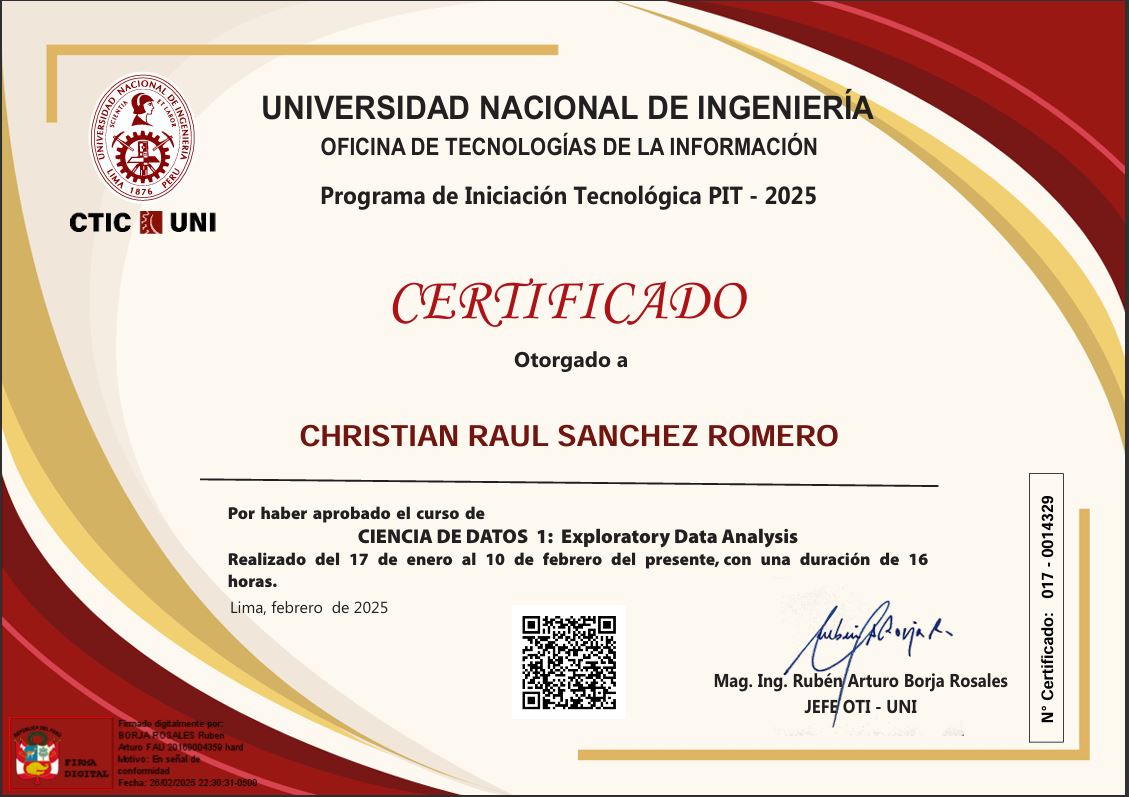 UNIVERSIDAD NACIONAL DE INGENIERÍA
SCIENTIA ET LABOR
LIMA 1876 PERU
CTIC UNI
UNIVERSIDAD NACIONAL DE INGENIERÍA
OFICINA DE TECNOLOGÍAS DE LA INFORMACIÓN
Programa de Iniciación Tecnológica PIT - 2025
CERTIFICADO
Otorgado a
CHRISTIAN RAUL SANCHEZ ROMERO
Por haber aprobado el curso de
CIENCIA DE DATOS 1: Exploratory Data Analysis
Realizado del 17 de enero al 10 de febrero del presente, con una duración de 16
horas.
Lima, febrero de 2025
Mag. Ing. Rubén Arturo Borja Rosales
JEFE OTI - UNI
N° Certificado: 017 - 0014329
REPUBLICA DEL PERU
FIRMA
DIGITAL
Firmado digitalmente por:
BORJA ROSALES Ruben
Arturo FAU 20169004359 hard
Motivo: En señal de
conformidad
Fecha: 26/02/2025 22:30:31-0500